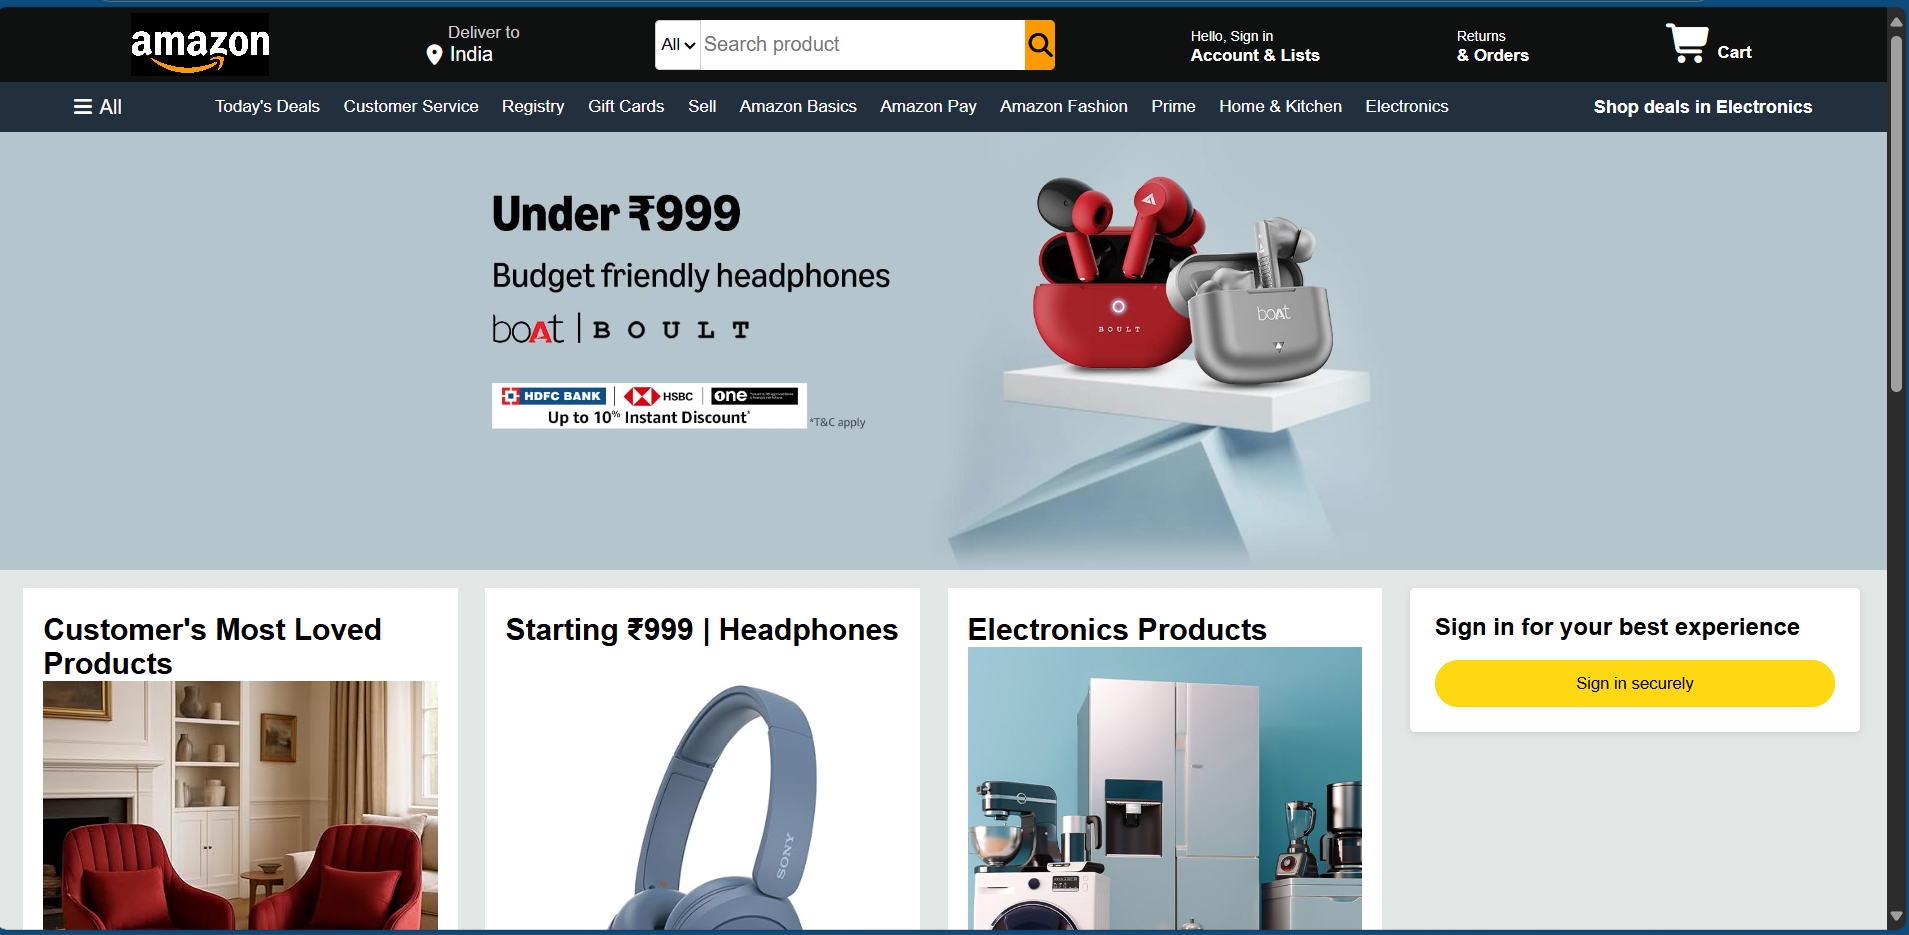 amazon
Deliver to
India
All
Search product
Hello, Sign in
Account & Lists
Returns
& Orders
Cart
All
Today's Deals
Customer Service
Registry
Gift Cards
Sell
Amazon Basics
Amazon Pay
Amazon Fashion
Prime
Home & Kitchen
Electronics
Shop deals in Electronics
Under ₹999
Budget friendly headphones
boAt | BOULT
HDFC BANK | HSBC | one
Up to 10% Instant Discount*
*T&C apply
BOULT
boAt
Customer's Most Loved
Products
Starting ₹999 | Headphones
SONY
Electronics Products
Sign in for your best experience
Sign in securely